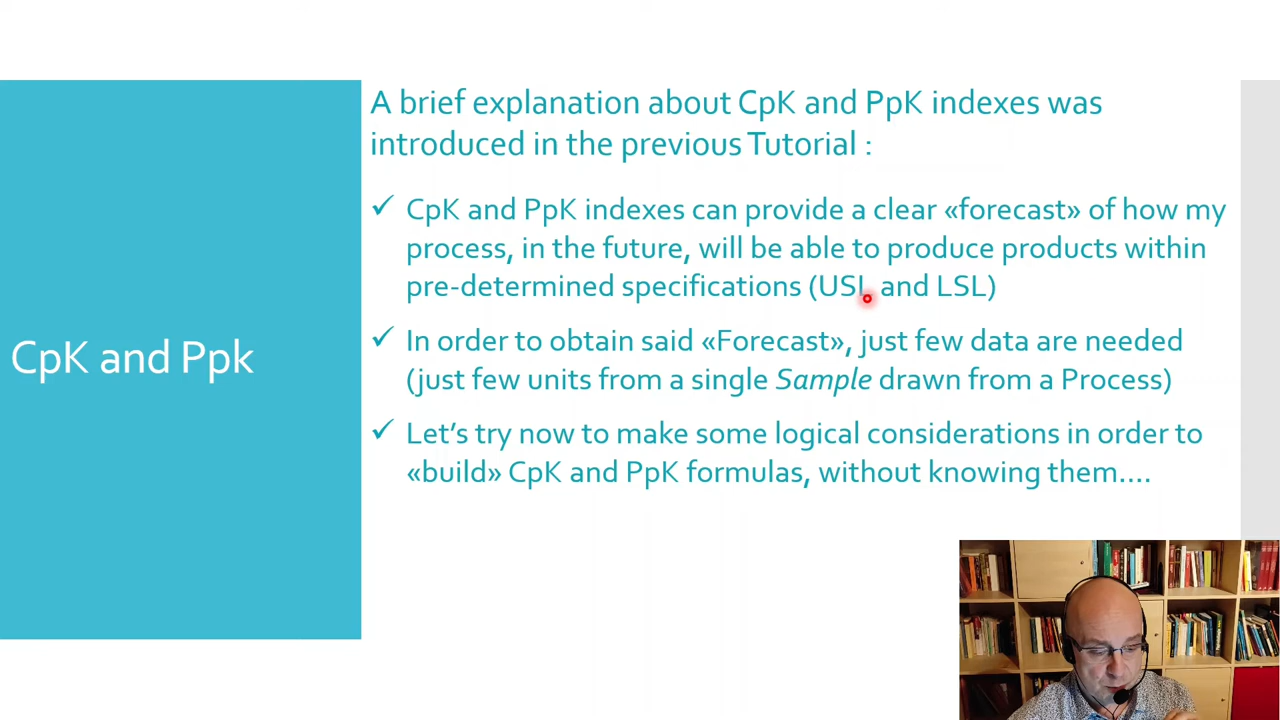 A brief explanation about CpK and PpK indexes was
introduced in the previous Tutorial :
✓ CpK and PpK indexes can provide a clear «forecast» of how my
process, in the future, will be able to produce products within
pre-determined specifications (USL and LSL)
✓ In order to obtain said «Forecast», just few data are needed
(just few units from a single Sample drawn from a Process)
✓ Let's try now to make some logical considerations in order to
«build» CpK and PpK formulas, without knowing them....
CpK and Ppk